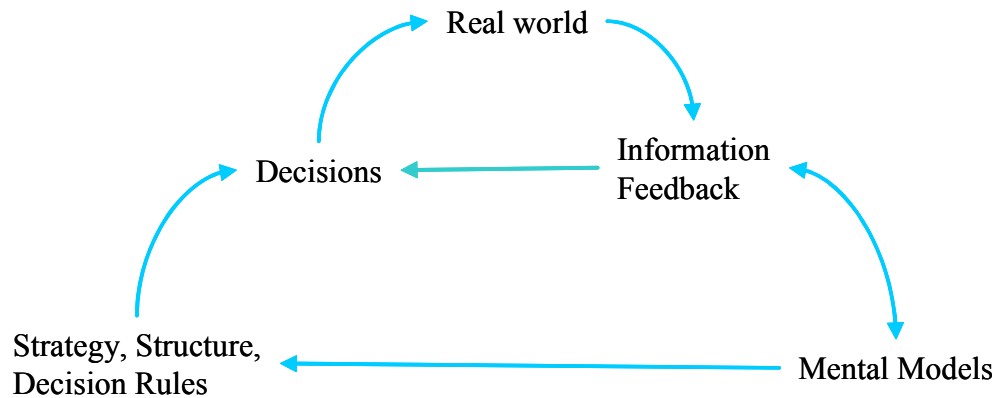 Real world
Information
Feedback
Decisions
Strategy, Structure,
Decision Rules
Mental Models